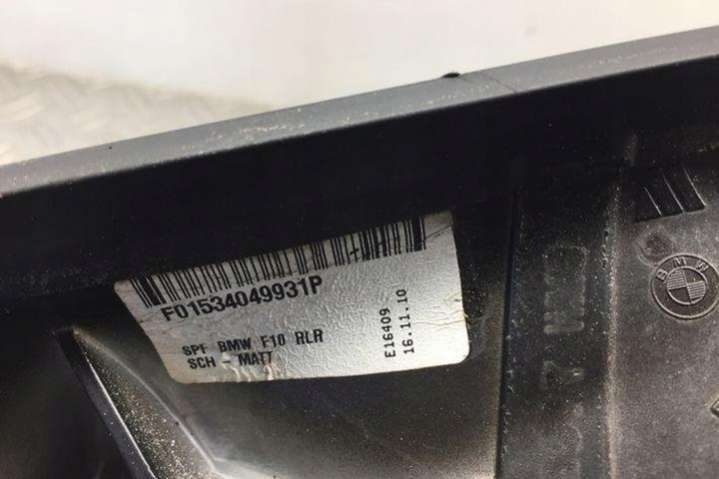 F01534049931P
SPF BMW F10 RLR
SCH - MATT
E16409
16.11.10
BMW